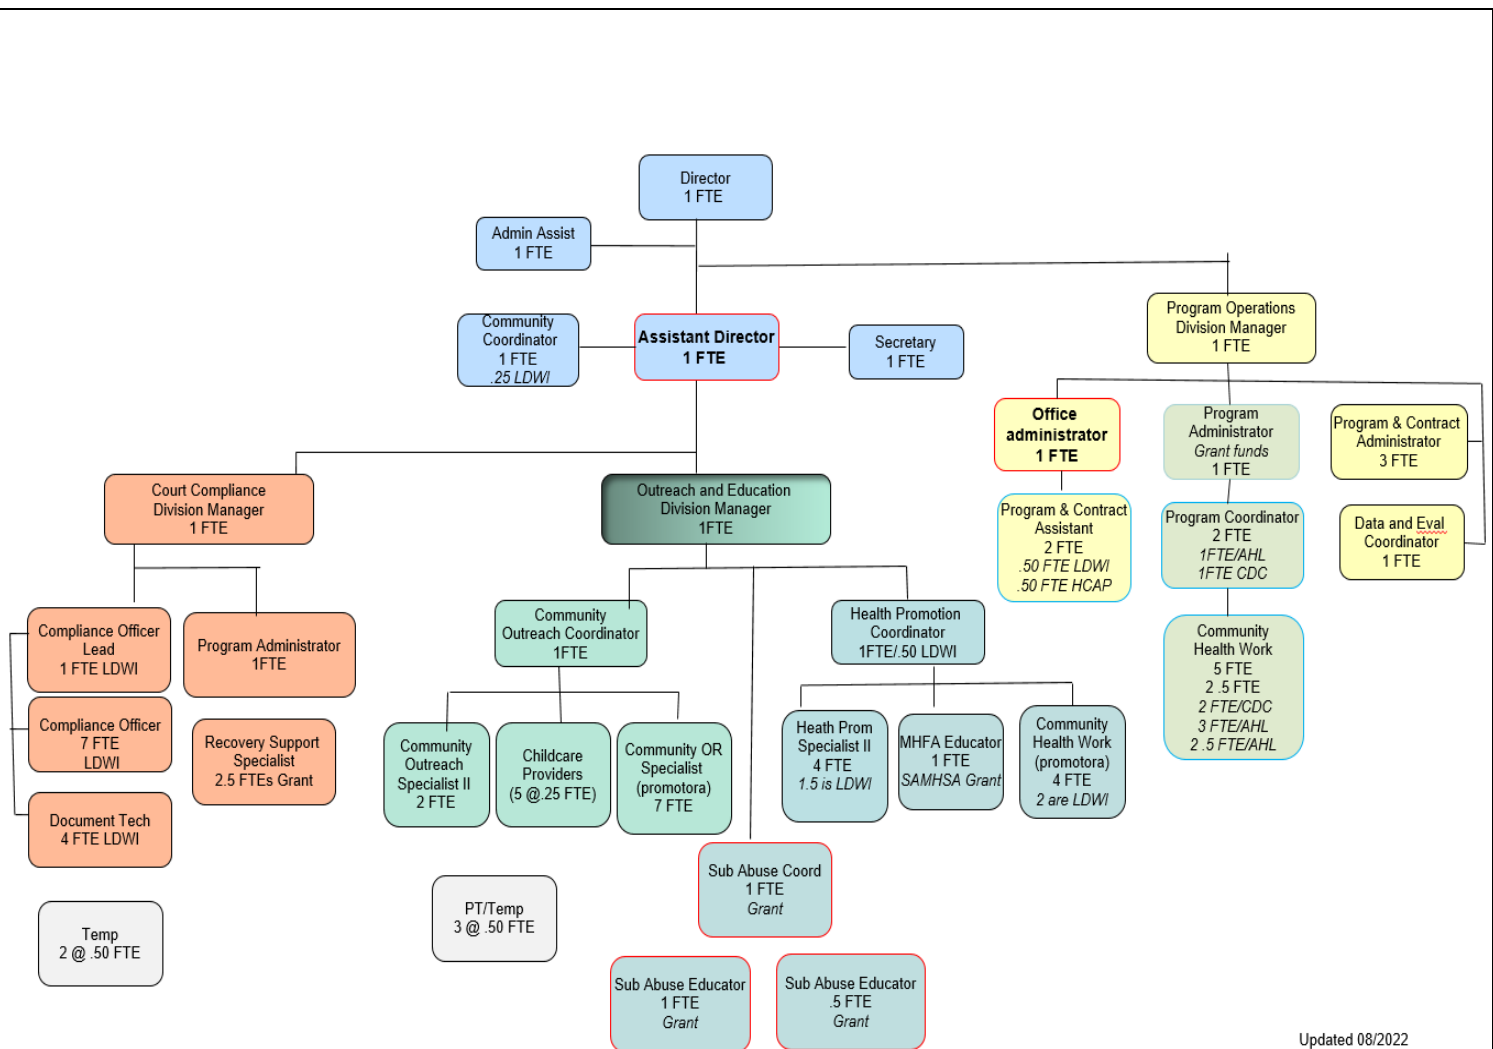 Director
1 FTE
Admin Assist
1 FTE
Community
Coordinator
1 FTE
.25 LDWI
Assistant Director
1 FTE
Secretary
1 FTE
Program Operations
Division Manager
1 FTE
Office
administrator
1 FTE
Program
Administrator
Grant funds
1 FTE
Program & Contract
Administrator
3 FTE
Program & Contract
Assistant
2 FTE
.50 FTE LDWI
.50 FTE HCAP
Program Coordinator
2 FTE
1FTE/AHL
1FTE CDC
Data and Eval
Coordinator
1 FTE
Community
Health Work
5 FTE
2 .5 FTE
2 FTE/CDC
3 FTE/AHL
2 .5 FTE/AHL
Court Compliance
Division Manager
1 FTE
Outreach and Education
Division Manager
1FTE
Compliance Officer
Lead
1 FTE LDWI
Program Administrator
1FTE
Compliance Officer
7 FTE
LDWI
Recovery Support
Specialist
2.5 FTEs Grant
Document Tech
4 FTE LDWI
Temp
2 @ .50 FTE
Community
Outreach Coordinator
1FTE
Health Promotion
Coordinator
1FTE/.50 LDWI
Community
Outreach
Specialist II
2 FTE
Childcare
Providers
(5 @.25 FTE)
Community OR
Specialist
(promotora)
7 FTE
Heath Prom
Specialist II
4 FTE
1.5 is LDWI
MHFA Educator
1 FTE
SAMHSA Grant
Community
Health Work
(promotora)
4 FTE
2 are LDWI
PT/Temp
3 @ .50 FTE
Sub Abuse Coord
1 FTE
Grant
Sub Abuse Educator
1 FTE
Grant
Sub Abuse Educator
.5 FTE
Grant
Updated 08/2022